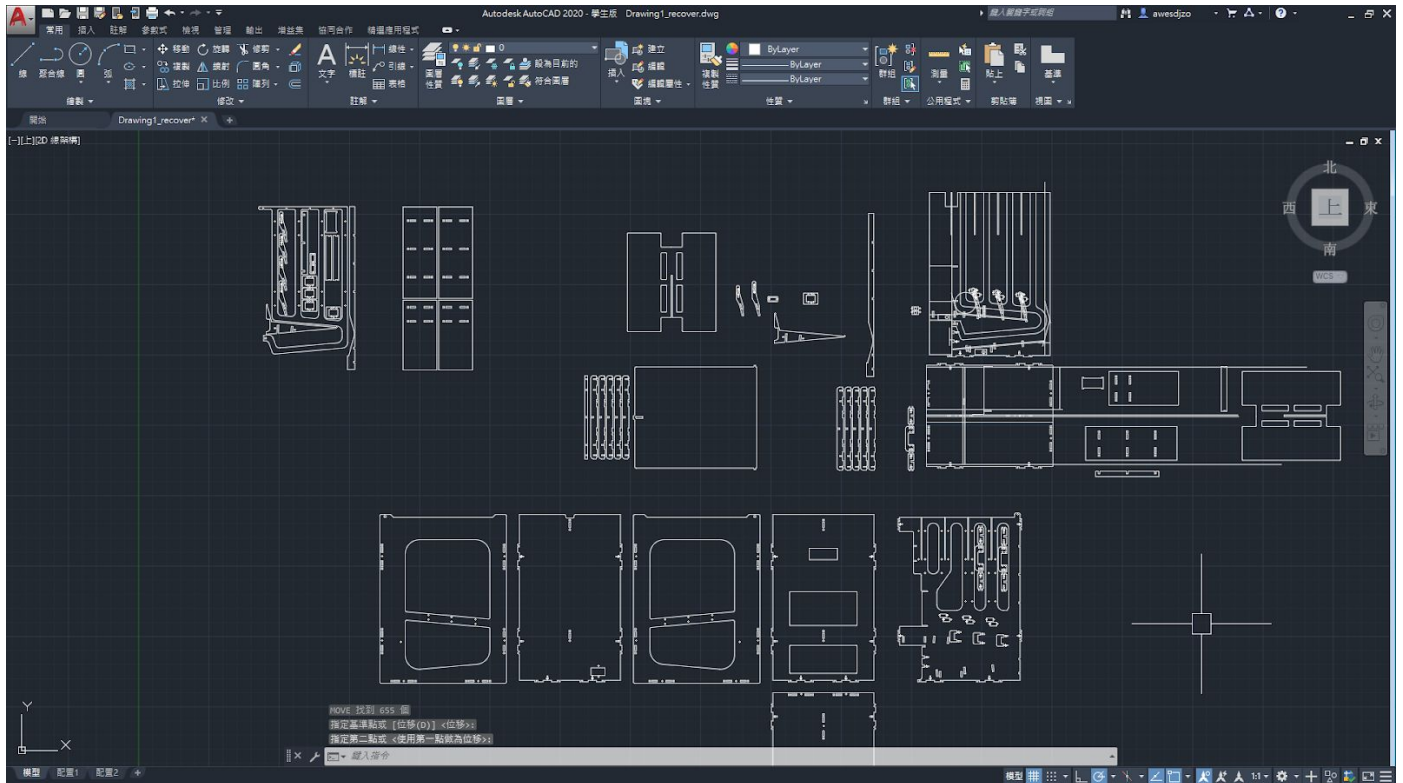 Autodesk AutoCAD 2020 - 學生版 Drawing1_recover.dwg
鍵入關鍵字或詞組
awesdjzo
常用 插入 註解 參數式 檢視 管理 輸出 增益集 協同合作 精選應用程式
移動 旋轉 修剪
線性
0
建立
ByLayer
線 聚合線 圓 弧
複製 鏡射 圓角
文字 標註
引線
圖層性質
設為目前的
插入
編輯
複製性質
ByLayer
群組
測量
貼上
基準
拉伸 比例 陣列
表格
符合圖層
編輯屬性
ByLayer
繪製 修改 註解 圖層 圖塊 性質 群組 公用程式 剪貼簿 視圖
開始 Drawing1_recover*
[-][上][2D 線架構]
北
西 上 東
南
WCS
MOVE 找到 655 個
指定基準點或 [位移(D)] <位移>:
指定第二點或 <使用第一點做為位移>:
鍵入指令
Y
X
模型 配置1 配置2
模型
1:1